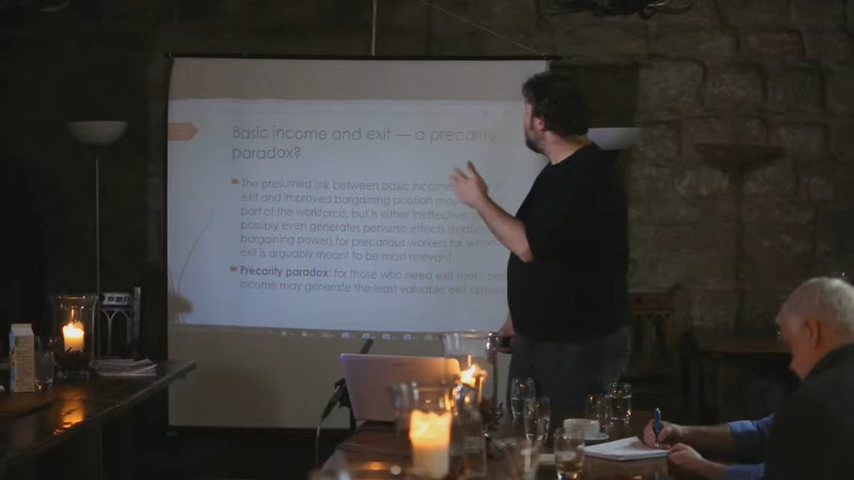 Basic income and exit — a precarity
paradox?
The presumed link between basic income
exit and improved bargaining position may
part of the workforce, but is either ineffective
possibly even generates perverse effects
bargaining power) for precarious workers for
exit is arguably meant to be most relevant.
Precarity paradox: for those who need exit most,
income may generate the least valuable exit